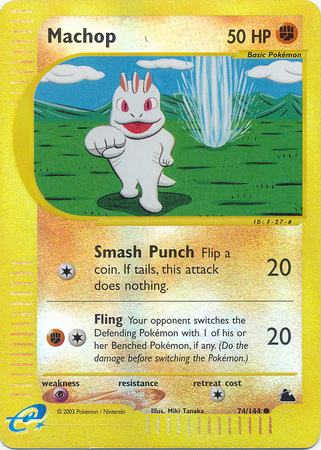 Machop 50 HP
Basic Pokémon
ID: F-27-#
Smash Punch Flip a
coin. If tails, this attack
does nothing.
20
Fling Your opponent switches the
Defending Pokémon with 1 of his or
her Benched Pokémon, if any. (Do the
damage before switching the Pokémon.)
20
weakness resistance retreat cost
© 2003 Pokémon / Nintendo Illus. Miki Tanaka 74/144
e